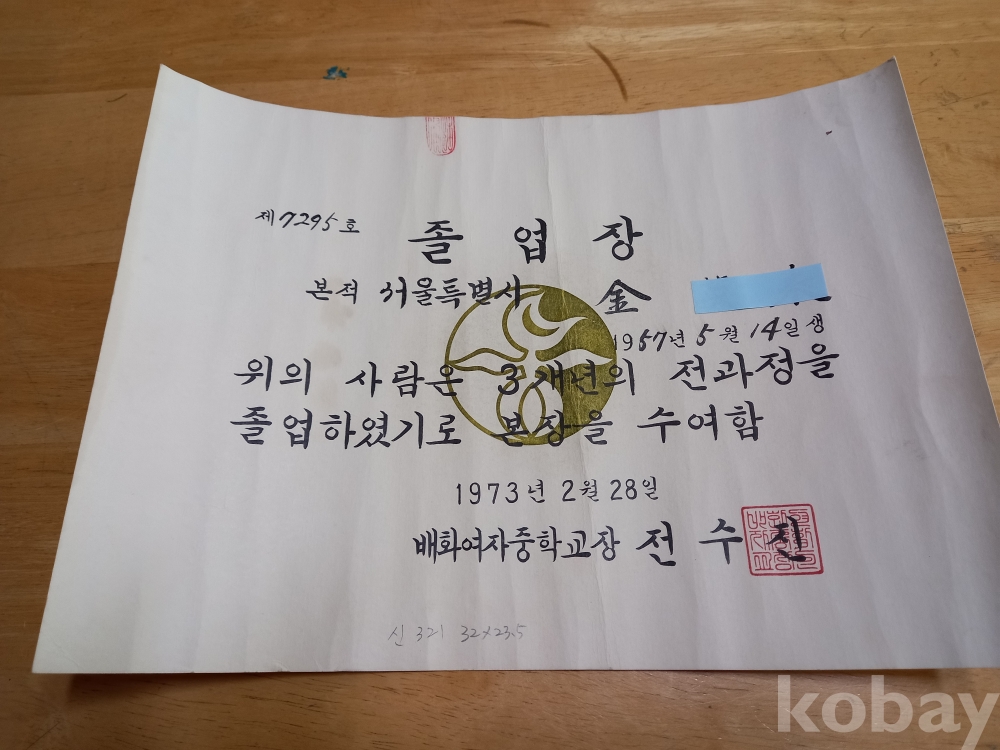 제7295호
졸업장
본적 서울특별시 金
1957년 5월 14일생
위의 사람은 3개년의 전과정을
졸업하였기로 본장을 수여함
1973년 2월 28일
배화여자중학교장 전수진
신 321 32×23.5
kobay